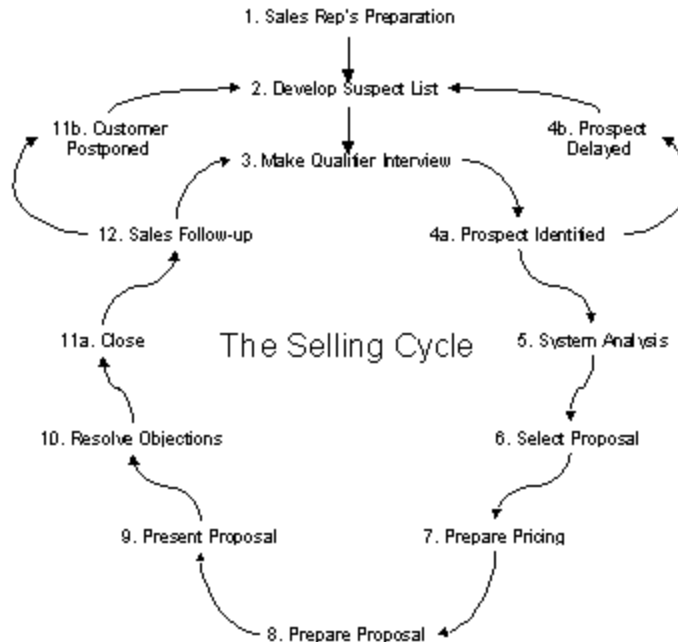 1. Sales Rep's Preparation
2. Develop Suspect List
11b. Customer
Postponed
4b. Prospect
Delayed
3. Make Qualifier Interview
12. Sales Follow-up
4a. Prospect Identified
The Selling Cycle
11a. Close
5. System Analysis
10. Resolve Objections
6. Select Proposal
9. Present Proposal
7. Prepare Pricing
8. Prepare Proposal